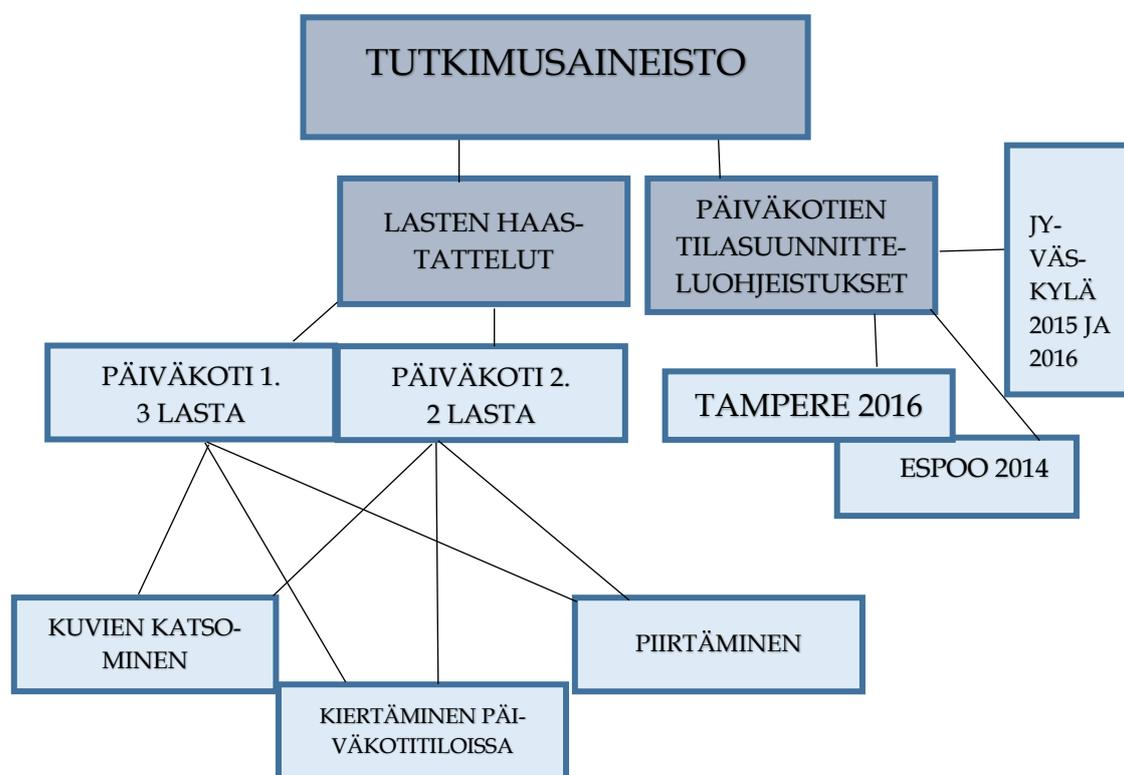 TUTKIMUSAINEISTO
LASTEN HAAS-
TATTELUT
PÄIVÄKOTIEN
TILASUUNNITTE-
LUOHJEISTUKSET
JY-
VÄS-
KYLÄ
2015 JA
2016
PÄIVÄKOTI 1.
3 LASTA
PÄIVÄKOTI 2.
2 LASTA
TAMPERE 2016
ESPOO 2014
KUVIEN KATSO-
MINEN
KIERTÄMINEN PÄI-
VÄKOTITILOISSA
PIIRTÄMINEN